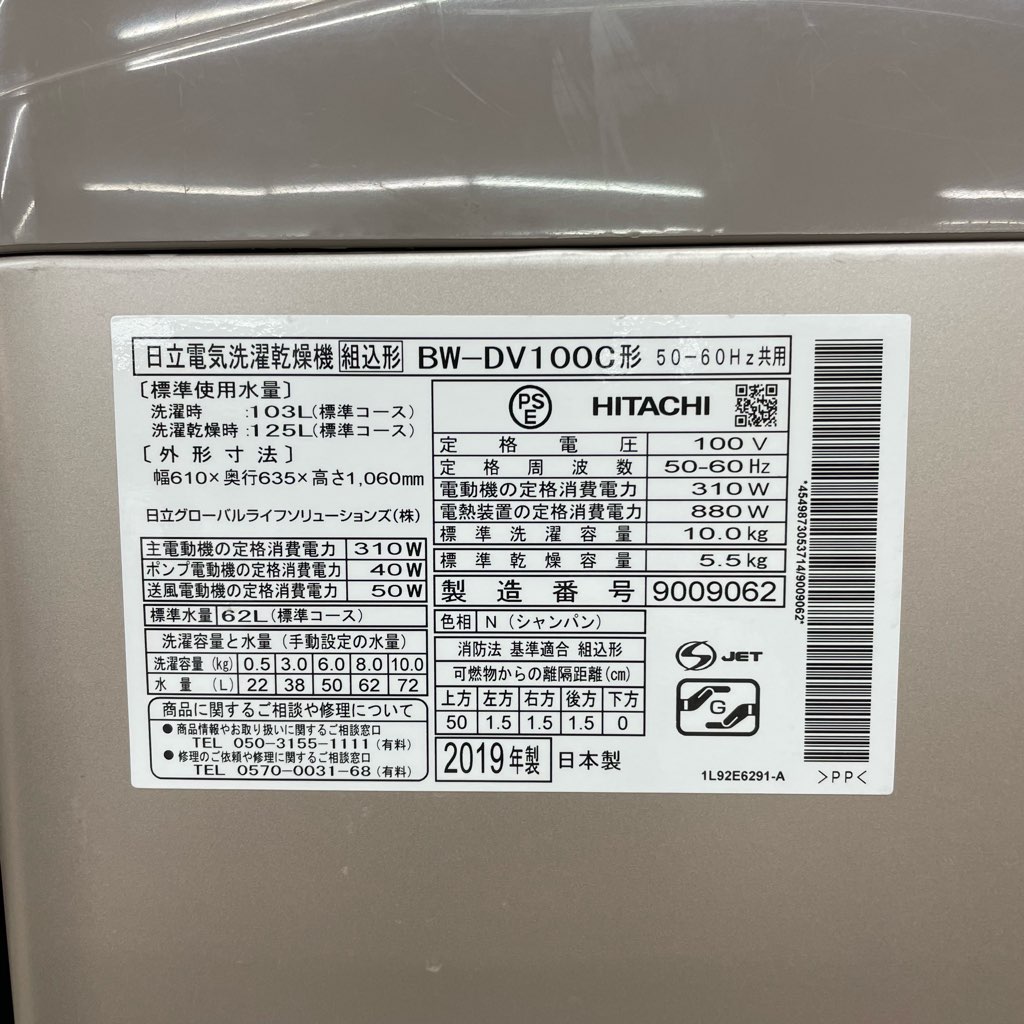 日立電気洗濯乾燥機 組込形 BW-DV100C形 50-60Hz共用
〔標準使用水量〕
洗濯時 :103L(標準コース)
洗濯乾燥時:125L(標準コース)
〔外形寸法〕
幅610×奥行635×高さ1,060mm
日立グローバルライフソリューションズ(株)
主電動機の定格消費電力 310W
ポンプ電動機の定格消費電力 40W
送風電動機の定格消費電力 50W
標準水量 62L(標準コース)
洗濯容量と水量(手動設定の水量)
洗濯容量(kg) 0.5 3.0 6.0 8.0 10.0
水量(L) 22 38 50 62 72
商品に関するご相談や修理について
●商品情報やお取り扱いに関するご相談窓口
TEL 050-3155-1111(有料)
●修理のご依頼や修理に関するご相談窓口
TEL 0570-0031-68(有料)
PSE HITACHI
定格電圧 100V
定格周波数 50-60Hz
電動機の定格消費電力 310W
電熱装置の定格消費電力 880W
標準洗濯容量 10.0kg
標準乾燥容量 5.5kg
製造番号 9009062
色相 N(シャンパン)
消防法 基準適合 組込形
可燃物からの離隔距離(cm)
上方 左方 右方 後方 下方
50 1.5 1.5 1.5 0
2019年製 日本製
S JET
G
1L92E6291-A
*4549873053714/9009062*
>PP<